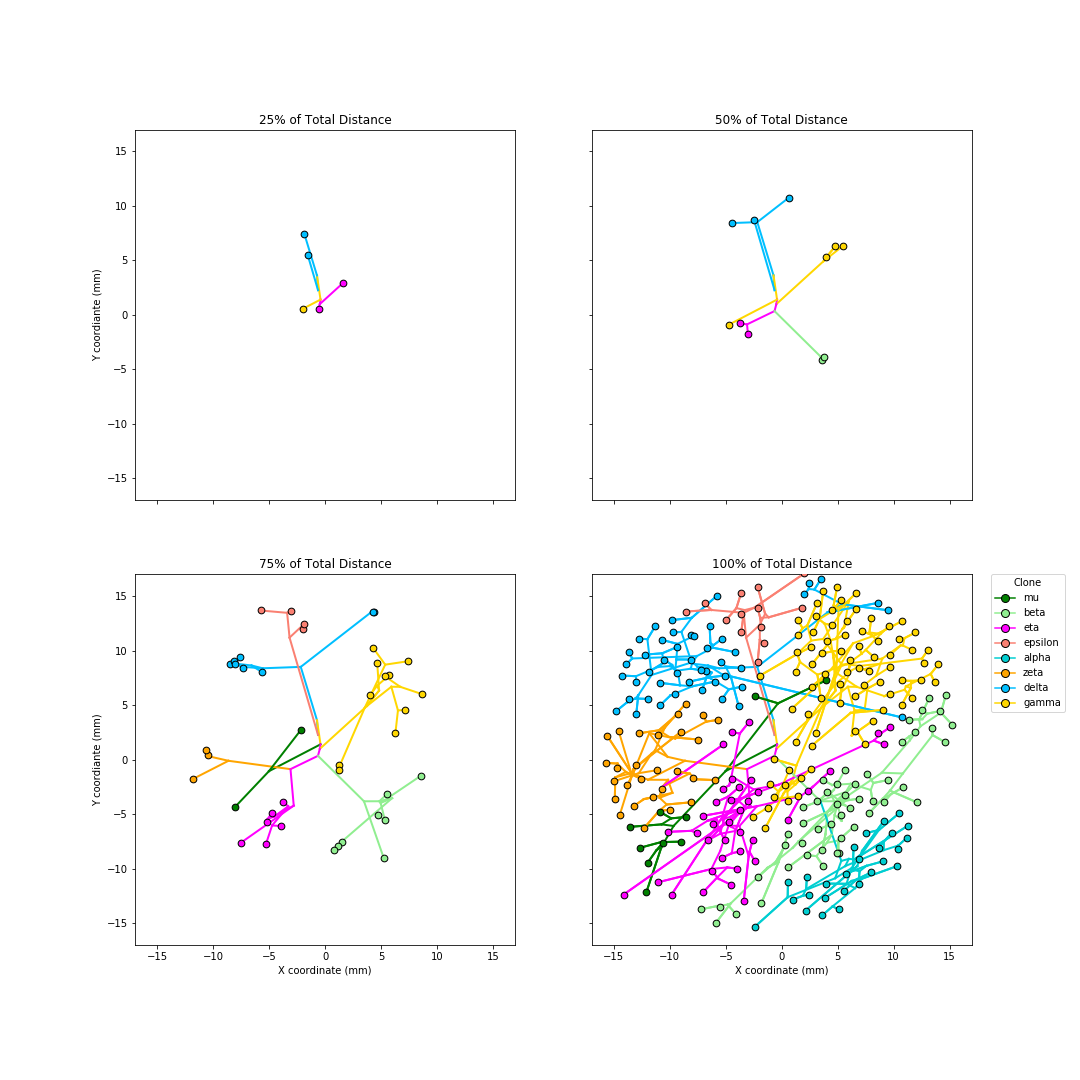 25% of Total Distance
50% of Total Distance
15
10
5
0
−5
−10
−15
Y coordiante (mm)
75% of Total Distance
100% of Total Distance
15
10
5
0
−5
−10
−15
Y coordiante (mm)
−15 −10 −5 0 5 10 15
X coordinate (mm)
−15 −10 −5 0 5 10 15
X coordinate (mm)
Clone
mu
beta
eta
epsilon
alpha
zeta
delta
gamma